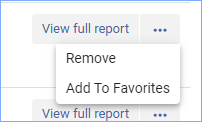 View full report ...
Remove
Add To Favorites
View full report ...